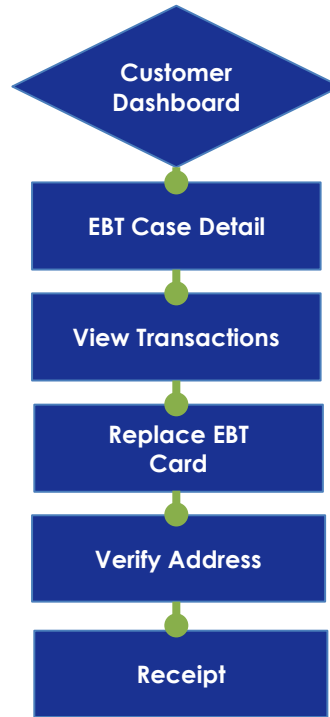 Customer
Dashboard
EBT Case Detail
View Transactions
Replace EBT
Card
Verify Address
Receipt